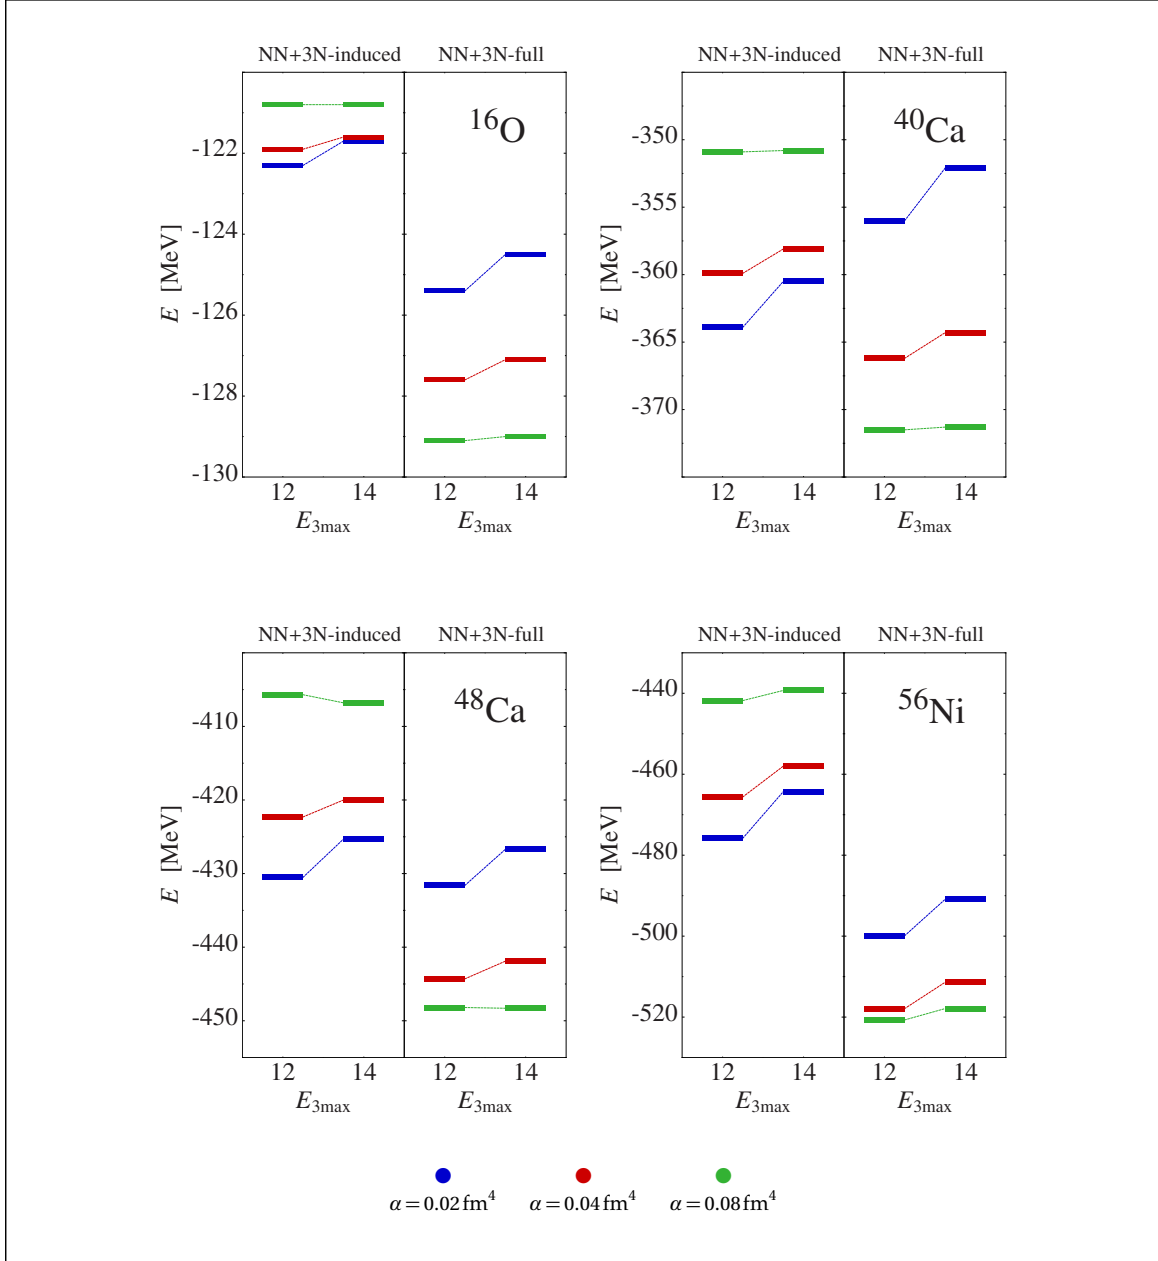 NN+3N-induced NN+3N-full NN+3N-induced NN+3N-full
16O 40Ca
E [MeV] -122 -124 -126 -128 -130
E [MeV] -350 -355 -360 -365 -370
12 14 12 14 12 14 12 14
E3max E3max E3max E3max
NN+3N-induced NN+3N-full NN+3N-induced NN+3N-full
48Ca 56Ni
E [MeV] -410 -420 -430 -440 -450
E [MeV] -440 -460 -480 -500 -520
12 14 12 14 12 14 12 14
E3max E3max E3max E3max
α = 0.02 fm⁴ α = 0.04 fm⁴ α = 0.08 fm⁴